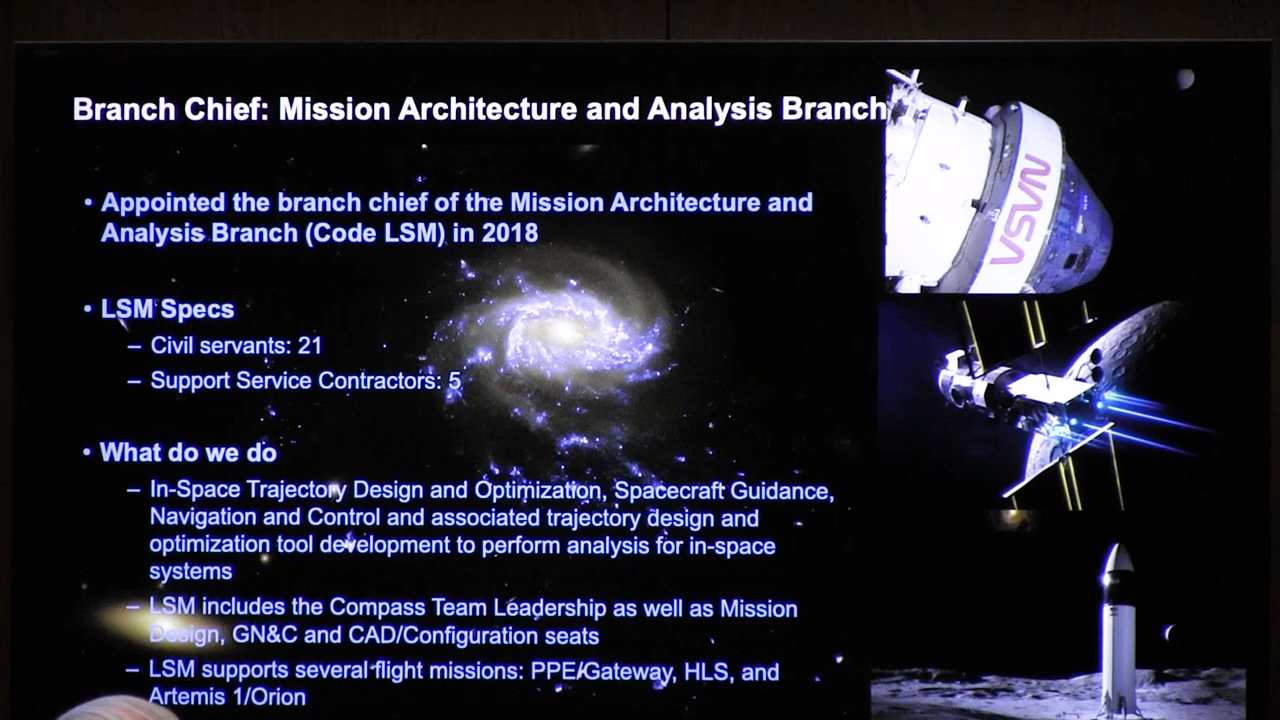 Branch Chief: Mission Architecture and Analysis Branch
• Appointed the branch chief of the Mission Architecture and
Analysis Branch (Code LSM) in 2018
• LSM Specs
– Civil servants: 21
– Support Service Contractors: 5
• What do we do
– In-Space Trajectory Design and Optimization, Spacecraft Guidance,
Navigation and Control and associated trajectory design and
optimization tool development to perform analysis for in-space
systems
– LSM includes the Compass Team Leadership as well as Mission
Design, GN&C and CAD/Configuration seats
– LSM supports several flight missions: PPE/Gateway, HLS, and
Artemis 1/Orion
NASA